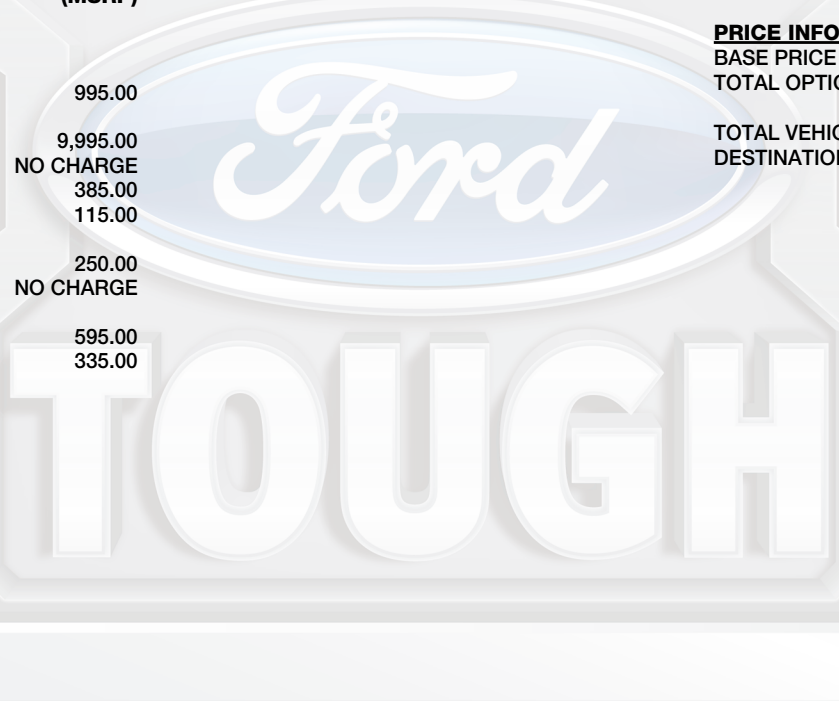 (MSRP)
995.00
9,995.00
NO CHARGE
385.00
115.00
250.00
NO CHARGE
595.00
335.00
PRICE INFO
BASE PRICE
TOTAL OPTIO
TOTAL VEHIC
DESTINATION
Ford
TOUGH